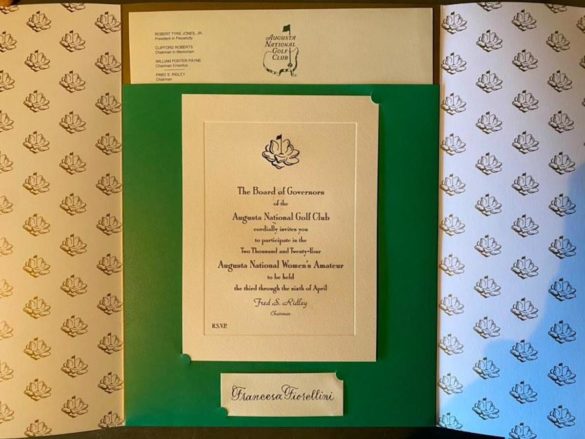 ROBERT TYRE JONES, JR.
President in Perpetuity
CLIFFORD ROBERTS
Chairman in Memoriam
WILLIAM PORTER PAYNE
Chairman Emeritus
FRED S. RIDLEY
Chairman
AUGUSTA
NATIONAL
GOLF
CLUB
The Board of Governors
of the
Augusta National Golf Club
cordially invites you
to participate in the
Two Thousand and Twenty-four
Augusta National Women's Amateur
to be held
the third through the sixth of April
Fred S. Ridley
Chairman
R.S.V.P.
Francesca Fiorellini